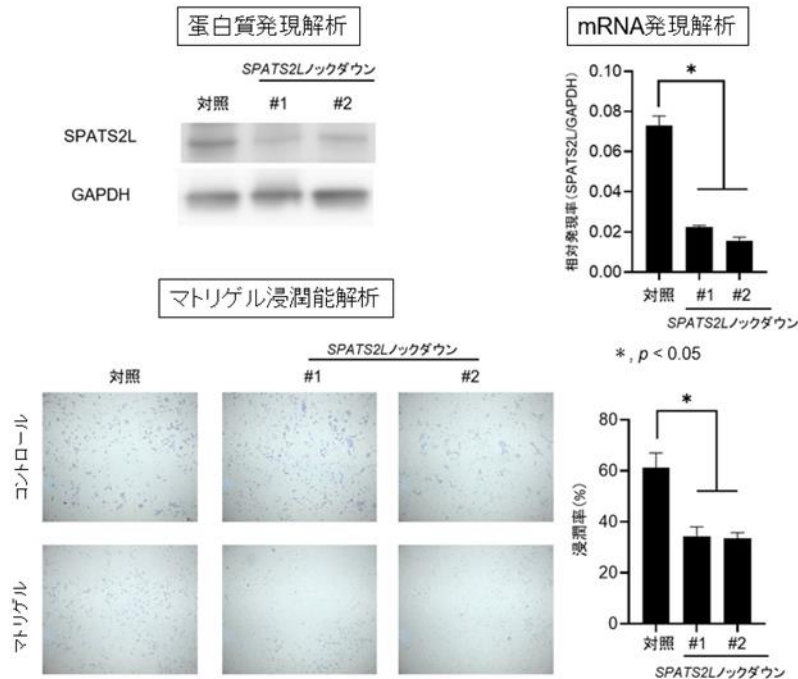 蛋白質発現解析
SPATS2Lノックダウン
対照 #1 #2
SPATS2L
GAPDH
mRNA発現解析
相対発現率(SPATS2L/GAPDH)
0.10
*
0.08
0.06
0.04
0.02
0.00
対照 #1 #2
SPATS2Lノックダウン
*, p < 0.05
マトリゲル浸潤能解析
SPATS2Lノックダウン
対照 #1 #2
コントロール
マトリゲル
浸潤率(%)
80
*
60
40
20
0
対照 #1 #2
SPATS2Lノックダウン